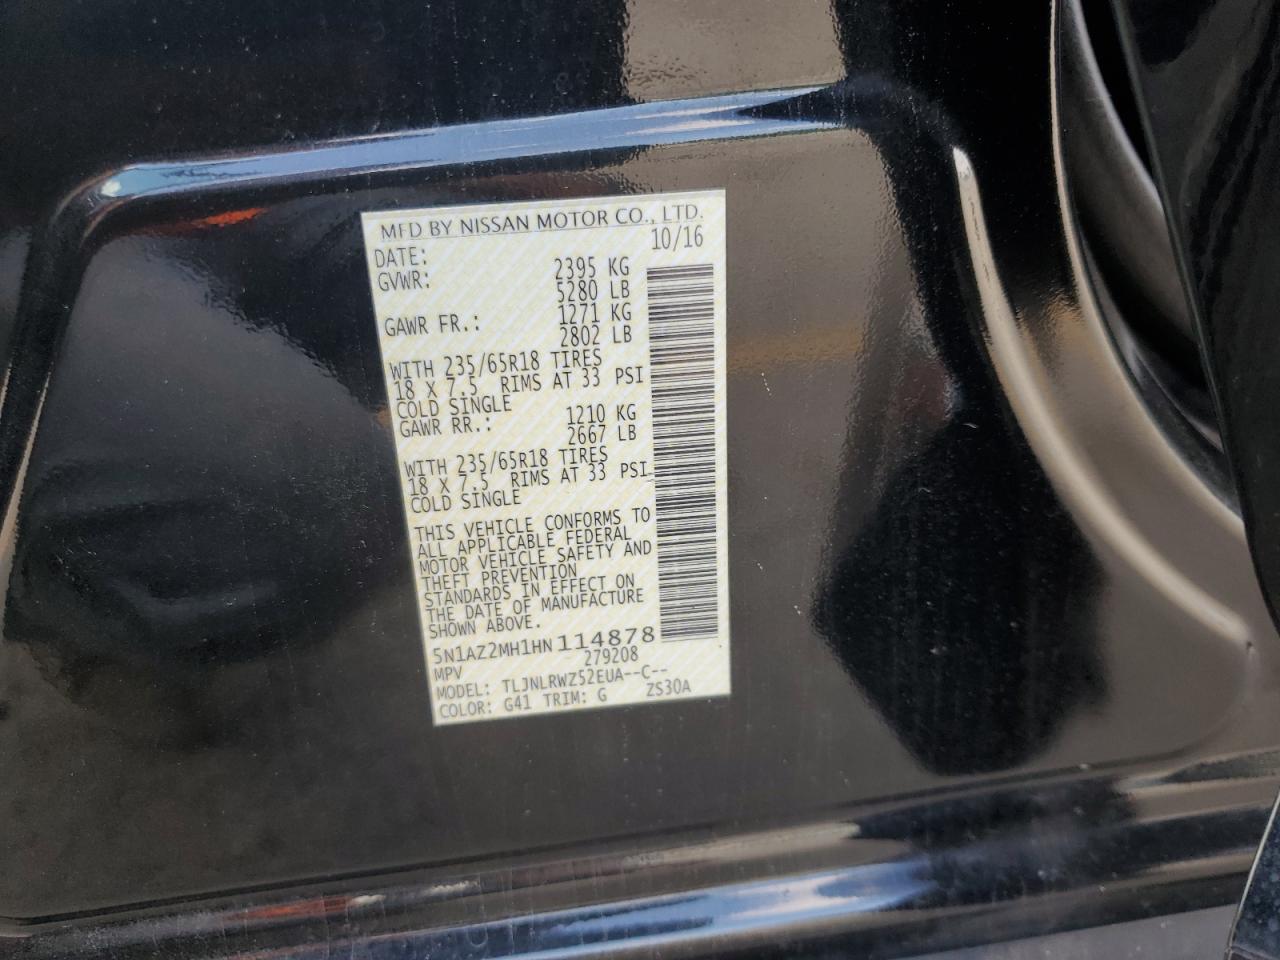 MFD BY NISSAN MOTOR CO., LTD.
DATE: 10/16
GVWR: 2395 KG
5280 LB
GAWR FR.: 1271 KG
2802 LB
WITH 235/65R18 TIRES
18 X 7.5 RIMS AT 33 PSI
COLD SINGLE
GAWR RR.: 1210 KG
2667 LB
WITH 235/65R18 TIRES
18 X 7.5 RIMS AT 33 PSI
COLD SINGLE
THIS VEHICLE CONFORMS TO
ALL APPLICABLE FEDERAL
MOTOR VEHICLE SAFETY AND
THEFT PREVENTION
STANDARDS IN EFFECT ON
THE DATE OF MANUFACTURE
SHOWN ABOVE.
5N1AZ2MH1HN114878
MPV 279208
MODEL: TLJNLRWZ52EUA--C--
COLOR: G41 TRIM: G ZS30A